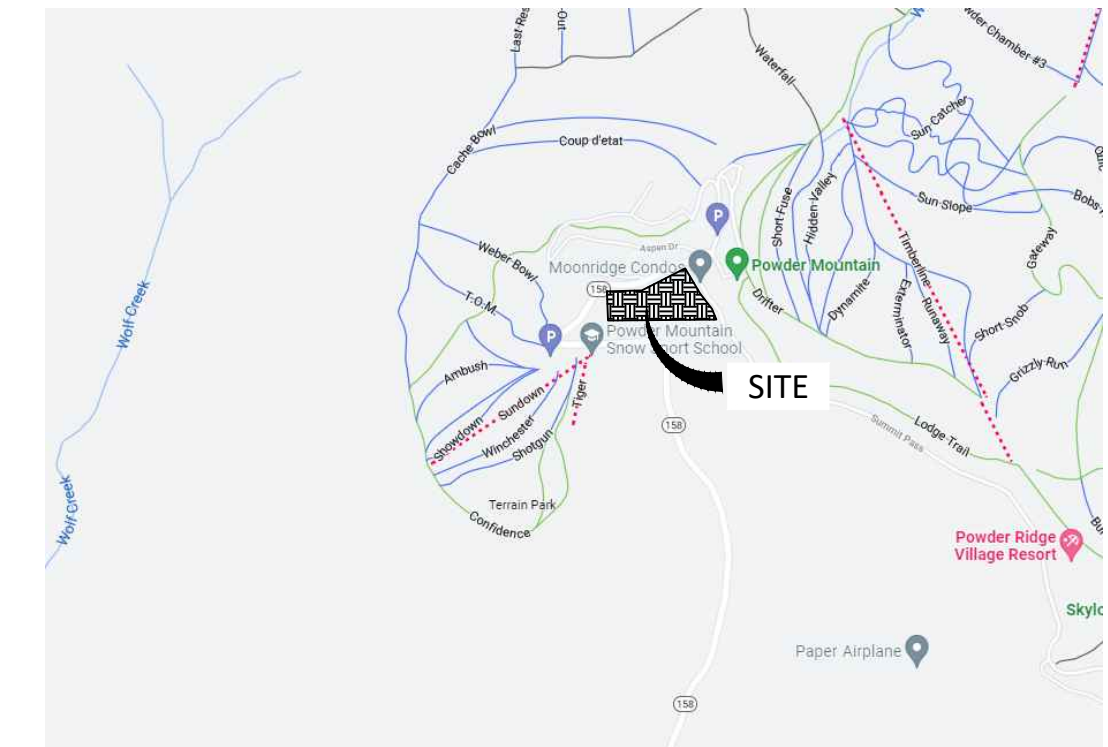 Last Res
Out
Waterfall
wder Chamber #3
Sun Catcher
Cache Bowl
Coup d'etat
Short Fuse
Hidden Valley
Sun Slope
Bobs
P
Aspen Dr
Weber Bowl
Moonridge Condos
Powder Mountain
158
Timberline
Gateway
T.O.M.
Drifter
Dynamite
Exterminator
Runaway
Short Snob
Wolf Creek
P
Powder Mountain
Snow Sport School
Grizzly Run
Ambush
SITE
Sundown
Tiger
Showdown
Winchester
Shotgun
158
Summit Pass
Lodge Trail
Terrain Park
Confidence
Wolf Creek
Powder Ridge
Village Resort
Skylo
Paper Airplane
158